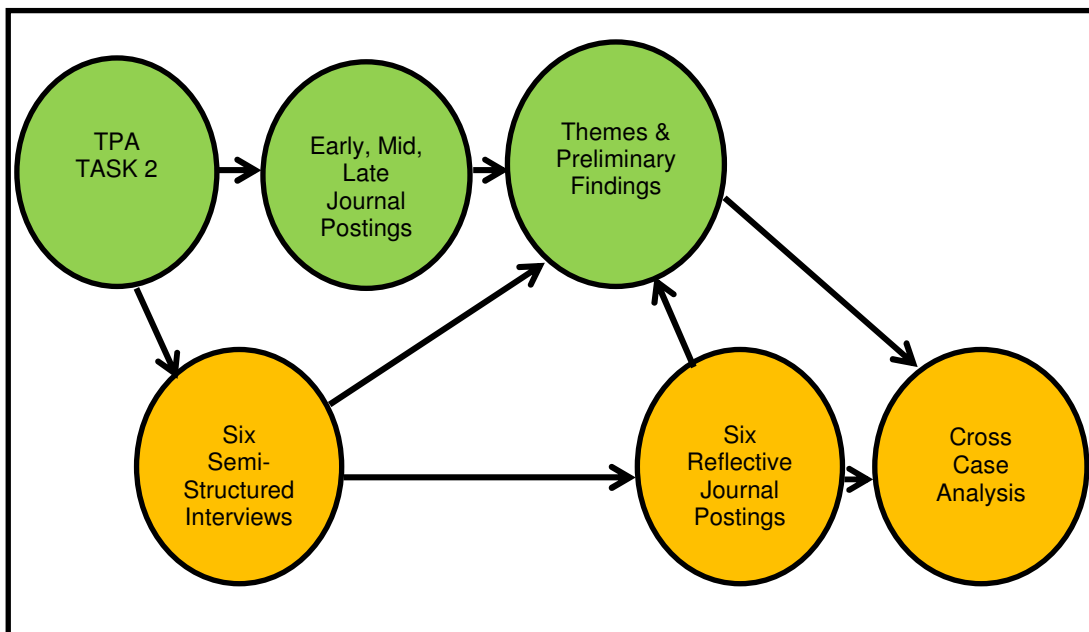 TPA
TASK 2
Early, Mid,
Late
Journal
Postings
Themes &
Preliminary
Findings
Six
Semi-
Structured
Interviews
Six
Reflective
Journal
Postings
Cross
Case
Analysis